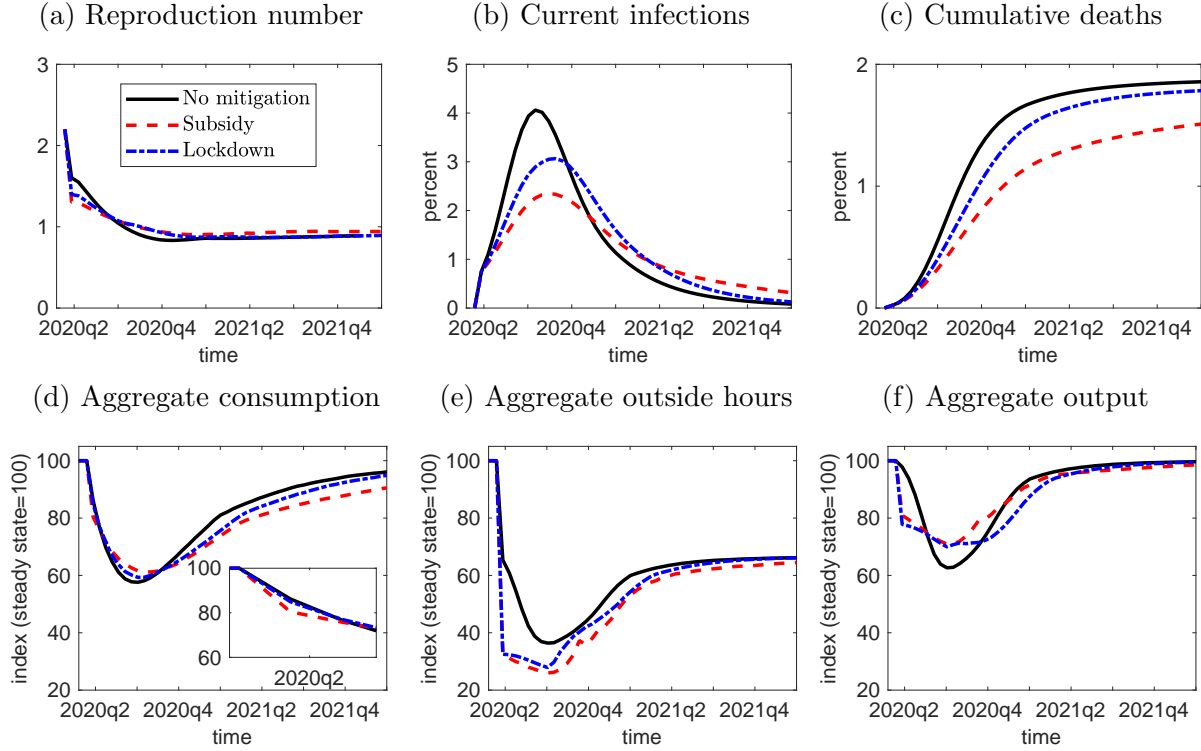 (a) Reproduction number
(b) Current infections
(c) Cumulative deaths
3
2
1
0
No mitigation
Subsidy
Lockdown
2020q2 2020q4 2021q2 2021q4
time
percent
5
4
3
2
1
0
2020q2 2020q4 2021q2 2021q4
time
percent
2
1
0
2020q2 2020q4 2021q2 2021q4
time
(d) Aggregate consumption
(e) Aggregate outside hours
(f) Aggregate output
index (steady state=100)
100
80
60
40
20
100
80
60
2020q2
2020q2 2020q4 2021q2 2021q4
time
index (steady state=100)
100
80
60
40
20
2020q2 2020q4 2021q2 2021q4
time
index (steady state=100)
100
80
60
40
20
2020q2 2020q4 2021q2 2021q4
time